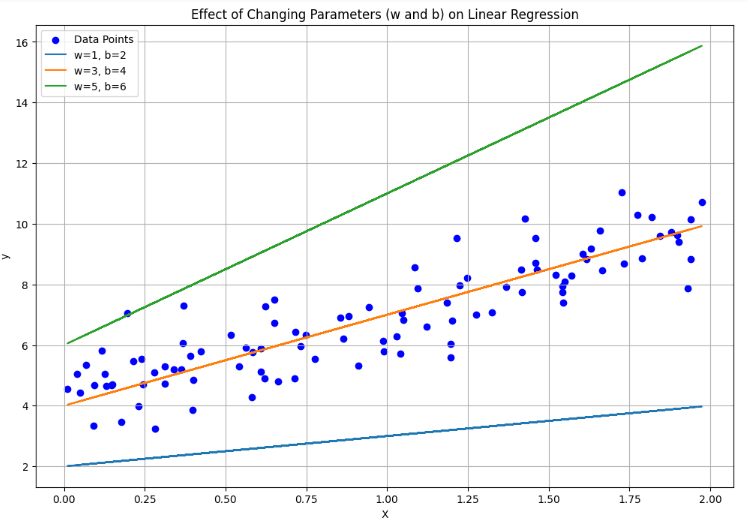 Effect of Changing Parameters (w and b) on Linear Regression
Data Points
w=1, b=2
w=3, b=4
w=5, b=6
16
14
12
10
8
6
4
2
y
0.00 0.25 0.50 0.75 1.00 1.25 1.50 1.75 2.00
X